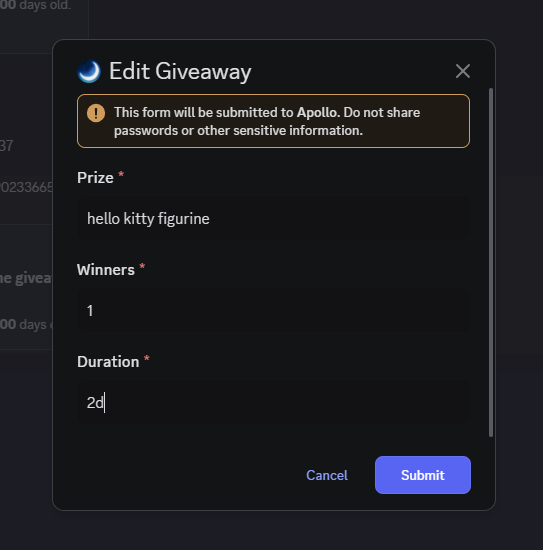 00 days old.
Edit Giveaway
This form will be submitted to Apollo. Do not share
passwords or other sensitive information.
37
Prize *
0233665
hello kitty figurine
Winners *
ne givea
1
00 days
Duration *
2d
Cancel
Submit